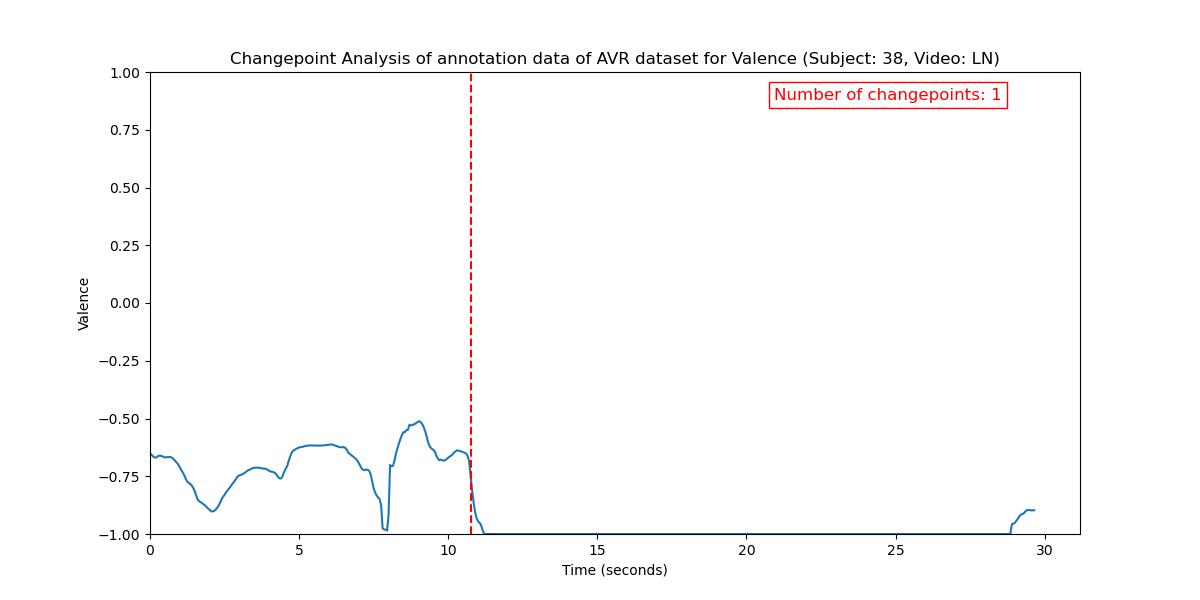 Changepoint Analysis of annotation data of AVR dataset for Valence (Subject: 38, Video: LN)
Number of changepoints: 1
1.00
0.75
0.50
0.25
0.00
−0.25
−0.50
−0.75
−1.00
Valence
0 5 10 15 20 25 30
Time (seconds)